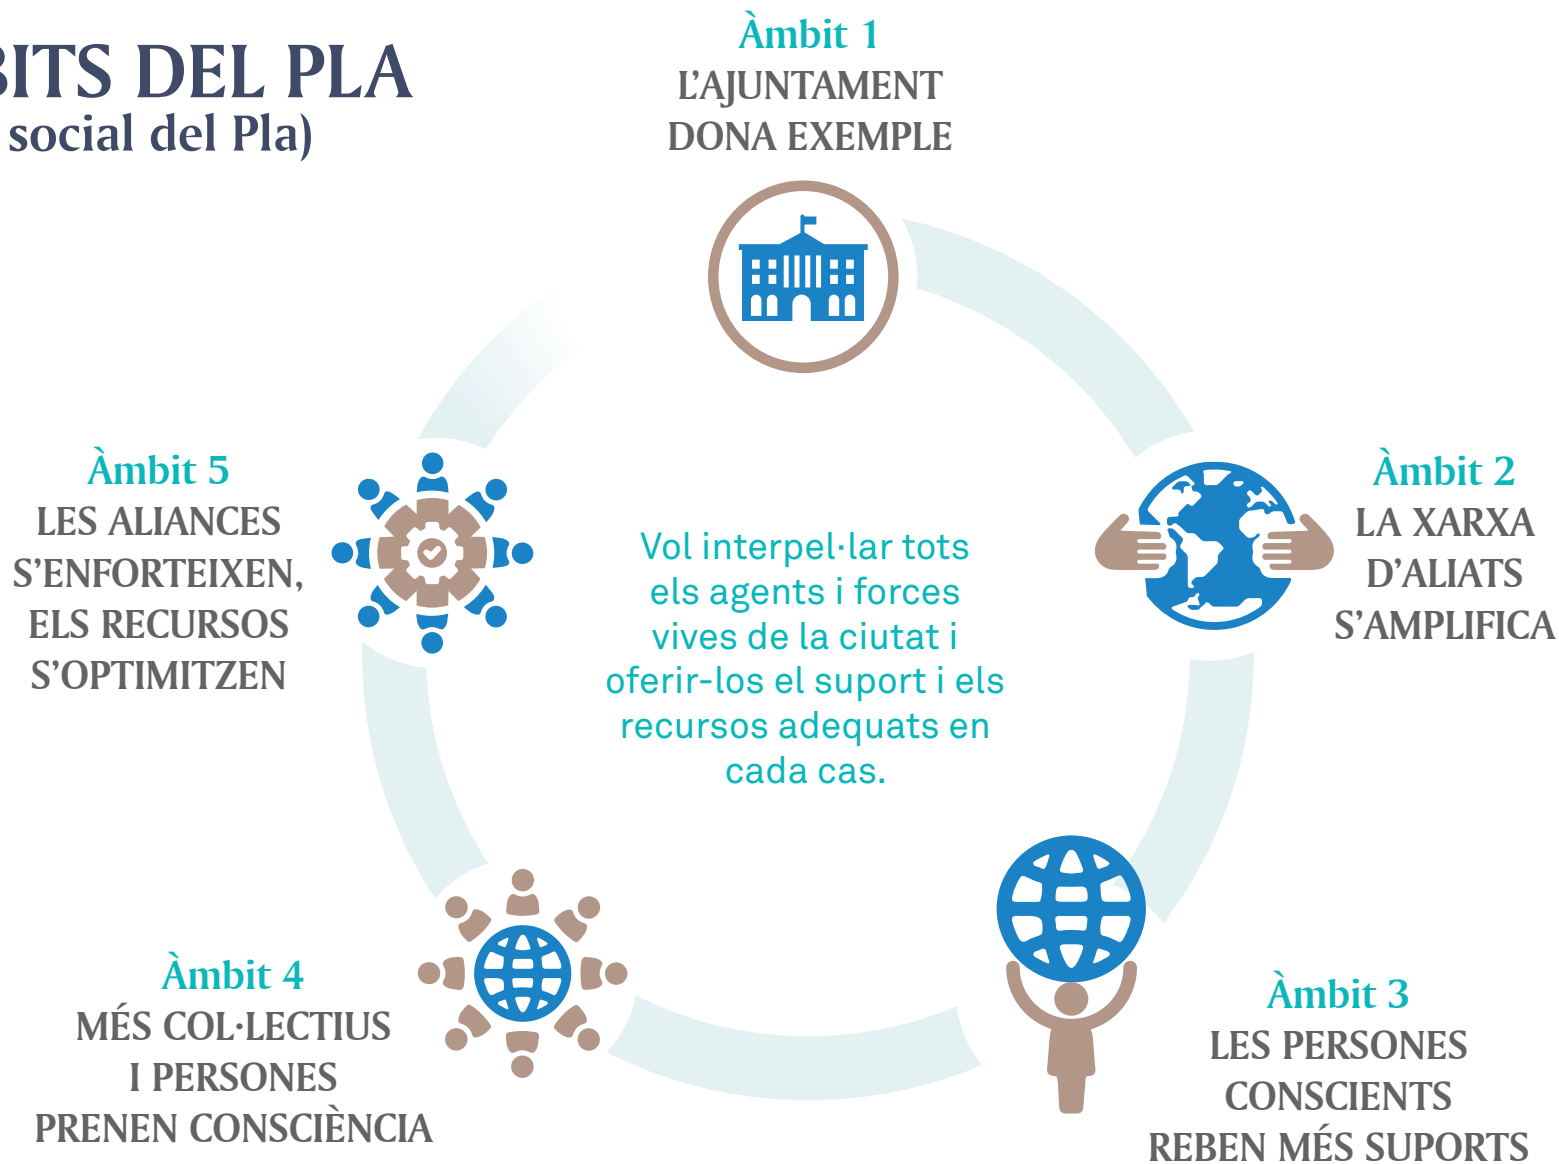 BITS DEL PLA
social del Pla)
Àmbit 1
L’AJUNTAMENT
DONA EXEMPLE
Àmbit 2
LA XARXA
D’ALIATS
S’AMPLIFICA
Àmbit 3
LES PERSONES
CONSCIENTS
REBEN MÉS SUPORTS
Àmbit 4
MÉS COL·LECTIUS
I PERSONES
PRENEN CONSCIÈNCIA
Àmbit 5
LES ALIANCES
S’ENFORTEIXEN,
ELS RECURSOS
S’OPTIMITZEN
Vol interpel·lar tots
els agents i forces
vives de la ciutat i
oferir-los el suport i els
recursos adequats en
cada cas.